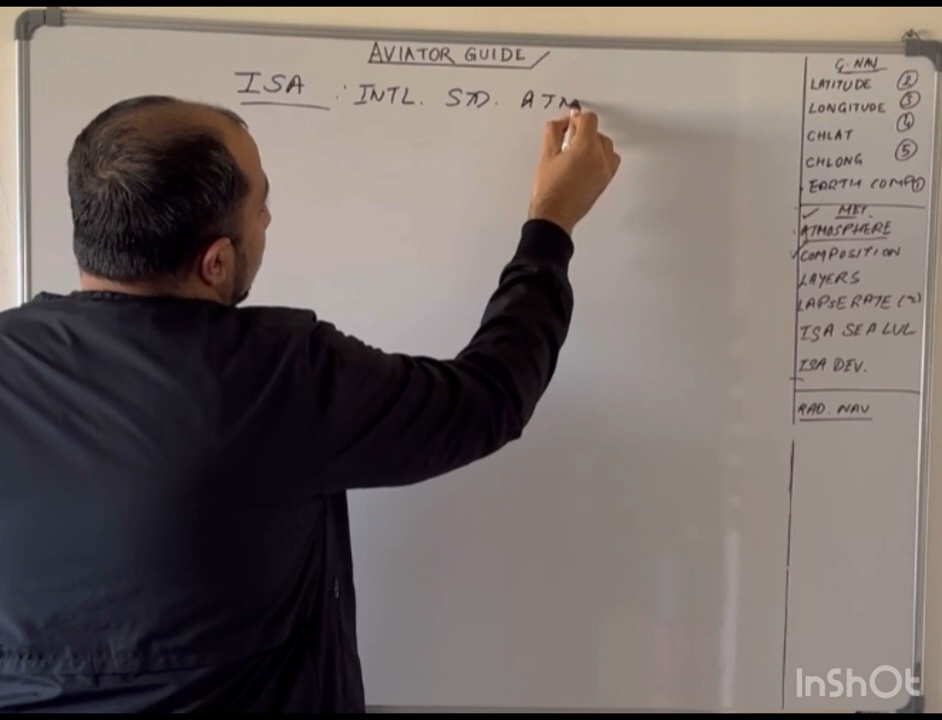 AVIATOR GUIDE
ISA : INTL. STD. ATM
G. NAV
LATITUDE ②
LONGITUDE ③
CHLAT ④
CHLONG ⑤
EARTH COMP ①
✓ MET.
ATMOSPHERE
✓ COMPOSITION
LAYERS
LAPSE RATE
ISA SEA LVL
ISA DEV.
RAD. NAV
InShOt